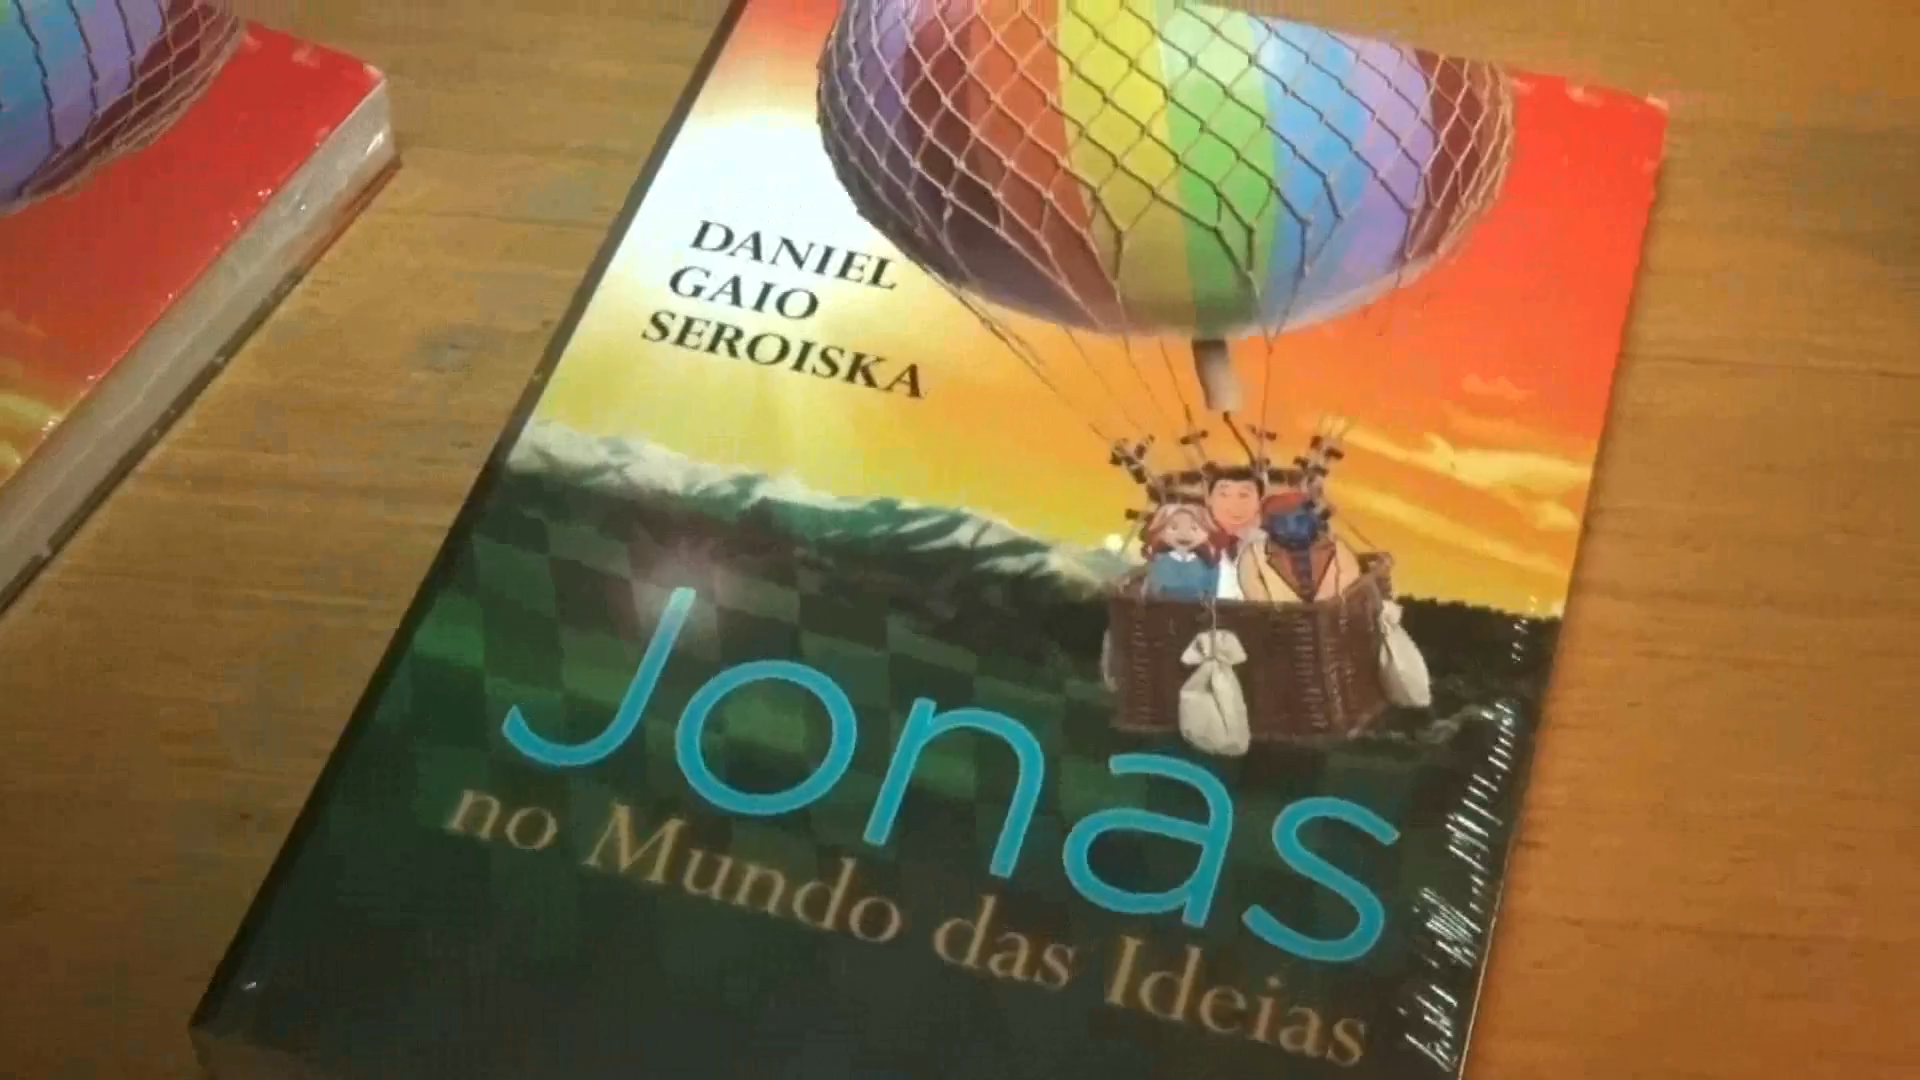 DANIEL
GAIO
SEROISKA
Jonas
no Mundo das Ideias